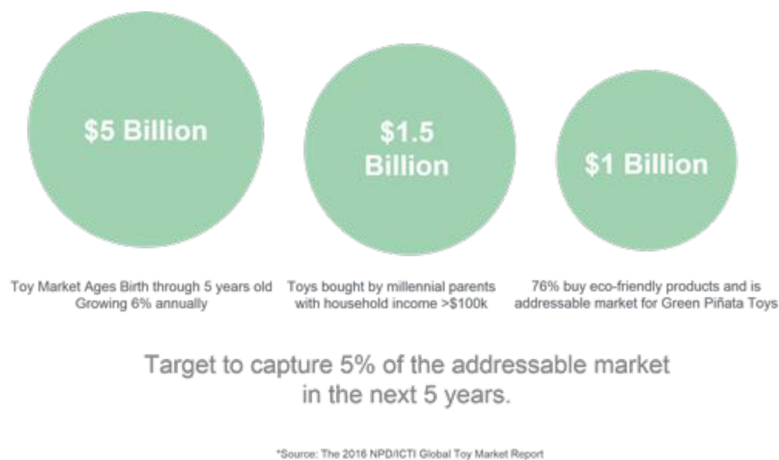 $5 Billion
$1.5
Billion
$1 Billion
Toy Market Ages Birth through 5 years old
Growing 6% annually
Toys bought by millennial parents
with household income >$100k
76% buy eco-friendly products and is
addressable market for Green Piñata Toys
Target to capture 5% of the addressable market
in the next 5 years.
*Source: The 2016 NPD/ICTI Global Toy Market Report